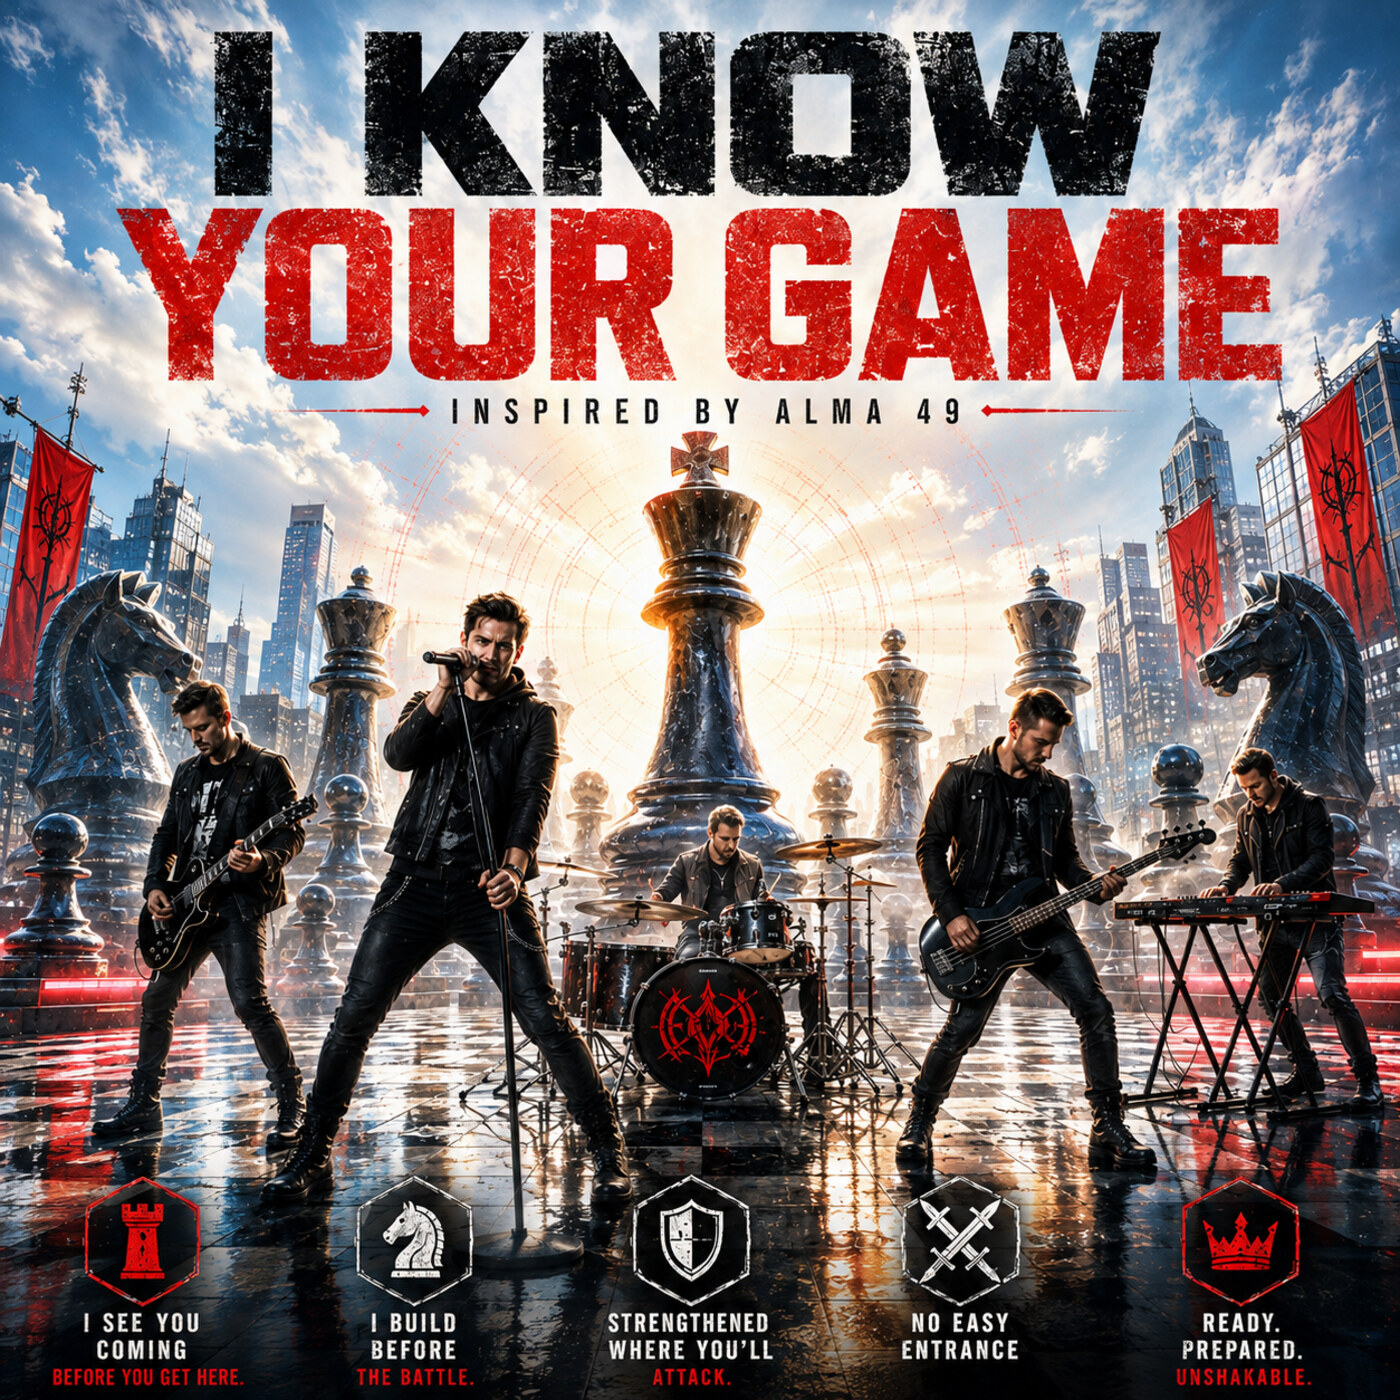 I KNOW
YOUR GAME
INSPIRED BY ALMA 49
I SEE YOU
COMING
BEFORE YOU GET HERE.
I BUILD
BEFORE
THE BATTLE.
STRENGTHENED
WHERE YOU'LL
ATTACK.
NO EASY
ENTRANCE
READY.
PREPARED.
UNSHAKABLE.